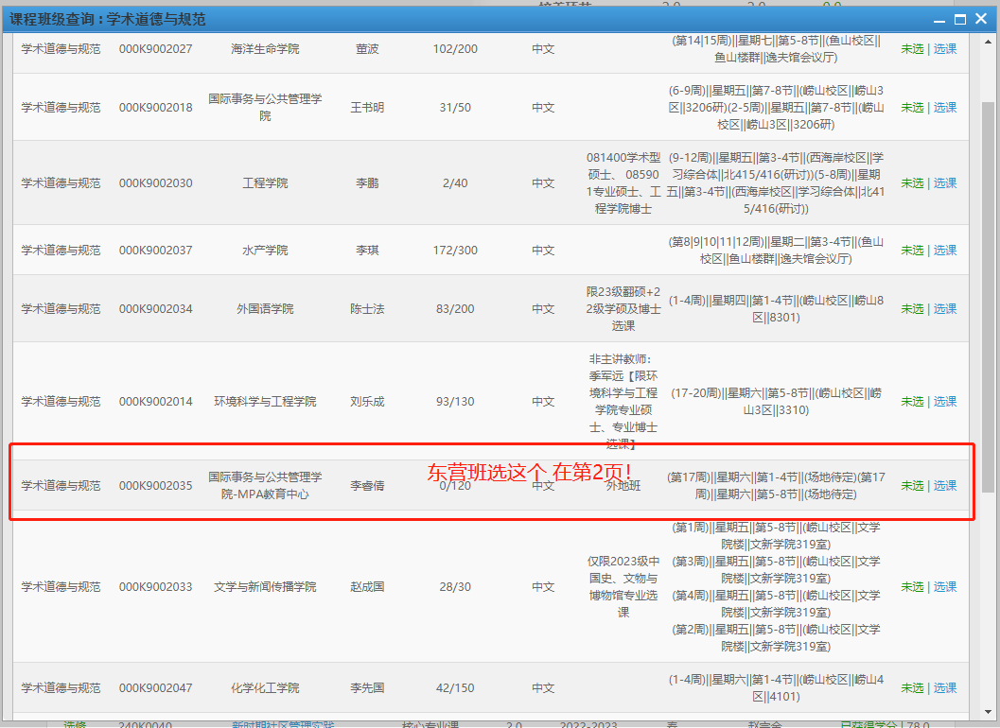 培养环节 2.0 2.0 0.0
课程班级查询：学术道德与规范
学术道德与规范 000K9002027 海洋生命学院 董波 102/200 中文 (第14|15周)||星期七||第5-8节||(鱼山校区||
鱼山楼群||逸夫馆会议厅) 未选 | 选课
学术道德与规范 000K9002018 国际事务与公共管理学
院 王书明 31/50 中文 (6-9周)||星期五||第7-8节||(崂山校区||崂山3
区||3206研)(2-5周)||星期五||第7-8节||(崂山
校区||崂山3区||3206研) 未选 | 选课
学术道德与规范 000K9002030 工程学院 李鹏 2/40 中文 081400学术型
硕士、 08590
1专业硕士、工
程学院博士 (9-12周)||星期五||第3-4节||(西海岸校区||学
习综合体||北415/416(研讨))(5-8周)||星期
五||第3-4节||(西海岸校区||学习综合体||北41
5/416(研讨)) 未选 | 选课
学术道德与规范 000K9002037 水产学院 李琪 172/300 中文 (第8|9|10|11|12周)||星期二||第3-4节||(鱼山
校区||鱼山楼群||逸夫馆会议厅) 未选 | 选课
学术道德与规范 000K9002034 外国语学院 陈士法 83/200 中文 限23级翻硕+2
2级学硕及博士
选课 (1-4周)||星期四||第1-4节||(崂山校区||崂山8
区||8301) 未选 | 选课
学术道德与规范 000K9002014 环境科学与工程学院 刘乐成 93/130 中文 非主讲教师：
季军远【限环
境科学与工程
学院专业硕
士、专业博士
选课】 (17-20周)||星期六||第5-8节||(崂山校区||崂
山3区||3310) 未选 | 选课
东营班选这个 在第2页！
学术道德与规范 000K9002035 国际事务与公共管理学
院-MPA教育中心 李睿倩 0/120 中文 外地班 (第17周)||星期六||第1-4节||(场地待定)(第17
周)||星期六||第5-8节||(场地待定) 未选 | 选课
学术道德与规范 000K9002033 文学与新闻传播学院 赵成国 28/30 中文 仅限2023级中
国史、文物与
博物馆专业选
课 (第1周)||星期五||第5-8节||(崂山校区||文学
院楼||文新学院319室)
(第3周)||星期五||第5-8节||(崂山校区||文学
院楼||文新学院319室)
(第4周)||星期五||第5-8节||(崂山校区||文学
院楼||文新学院319室)
(第2周)||星期五||第5-8节||(崂山校区||文学
院楼||文新学院319室) 未选 | 选课
学术道德与规范 000K9002047 化学化工学院 李先国 42/150 中文 (1-4周)||星期六||第1-4节||(崂山校区||崂山4
区||4101) 未选 | 选课
选修 240K0040 新时期社区管理实践 核心专业课 2.0 2022-2023 春 赵宗金 已获得学分 | 78.0